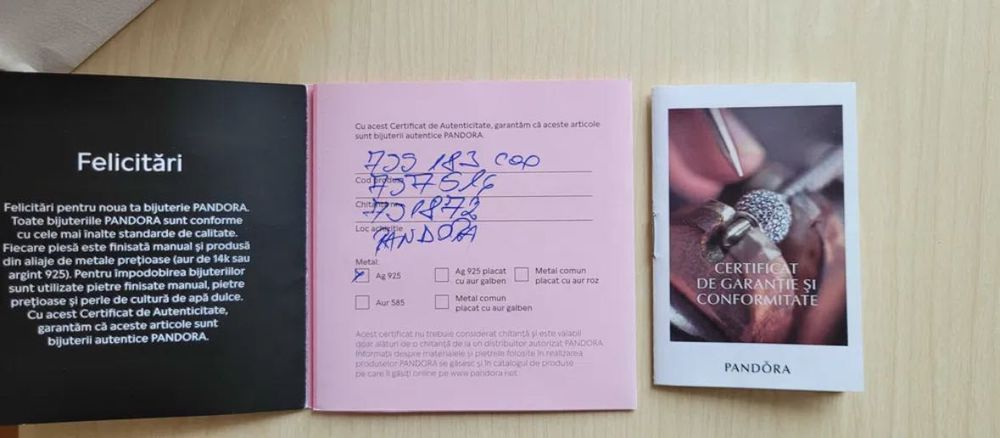 Felicitări
Felicitări pentru noua ta bijuterie PANDORA.
Toate bijuteriile PANDORA sunt conforme
cu cele mai înalte standarde de calitate.
Fiecare piesă este finisată manual și produsă
din aliaje de metale prețioase (aur de 14k sau
argint 925). Pentru împodobirea bijuteriilor
sunt utilizate pietre finisate manual, pietre
prețioase și perle de cultură de apă dulce.
Cu acest Certificat de Autenticitate,
garantăm că aceste articole sunt
bijuterii autentice PANDORA.
Cu acest Certificat de Autenticitate, garantăm că aceste articole
sunt bijuterii autentice PANDORA.
Cod produs
Chitanța
Loc achiziție
PANDORA
Metal:
Ag 925
Ag 925 placat
cu aur galben
Metal comun
placat cu aur roz
Aur 585
Metal comun
placat cu aur galben
Acest certificat nu trebuie considerat chitanță și este valabil
doar alături de o chitanță de la un distribuitor autorizat PANDORA.
Informații despre materialele și pietrele folosite în realizarea
produselor PANDORA se găsesc și în catalogul de produse
pe care îl găsiți online pe www.pandora.net
CERTIFICAT
DE GARANȚIE ȘI
CONFORMITATE
PANDÓRA